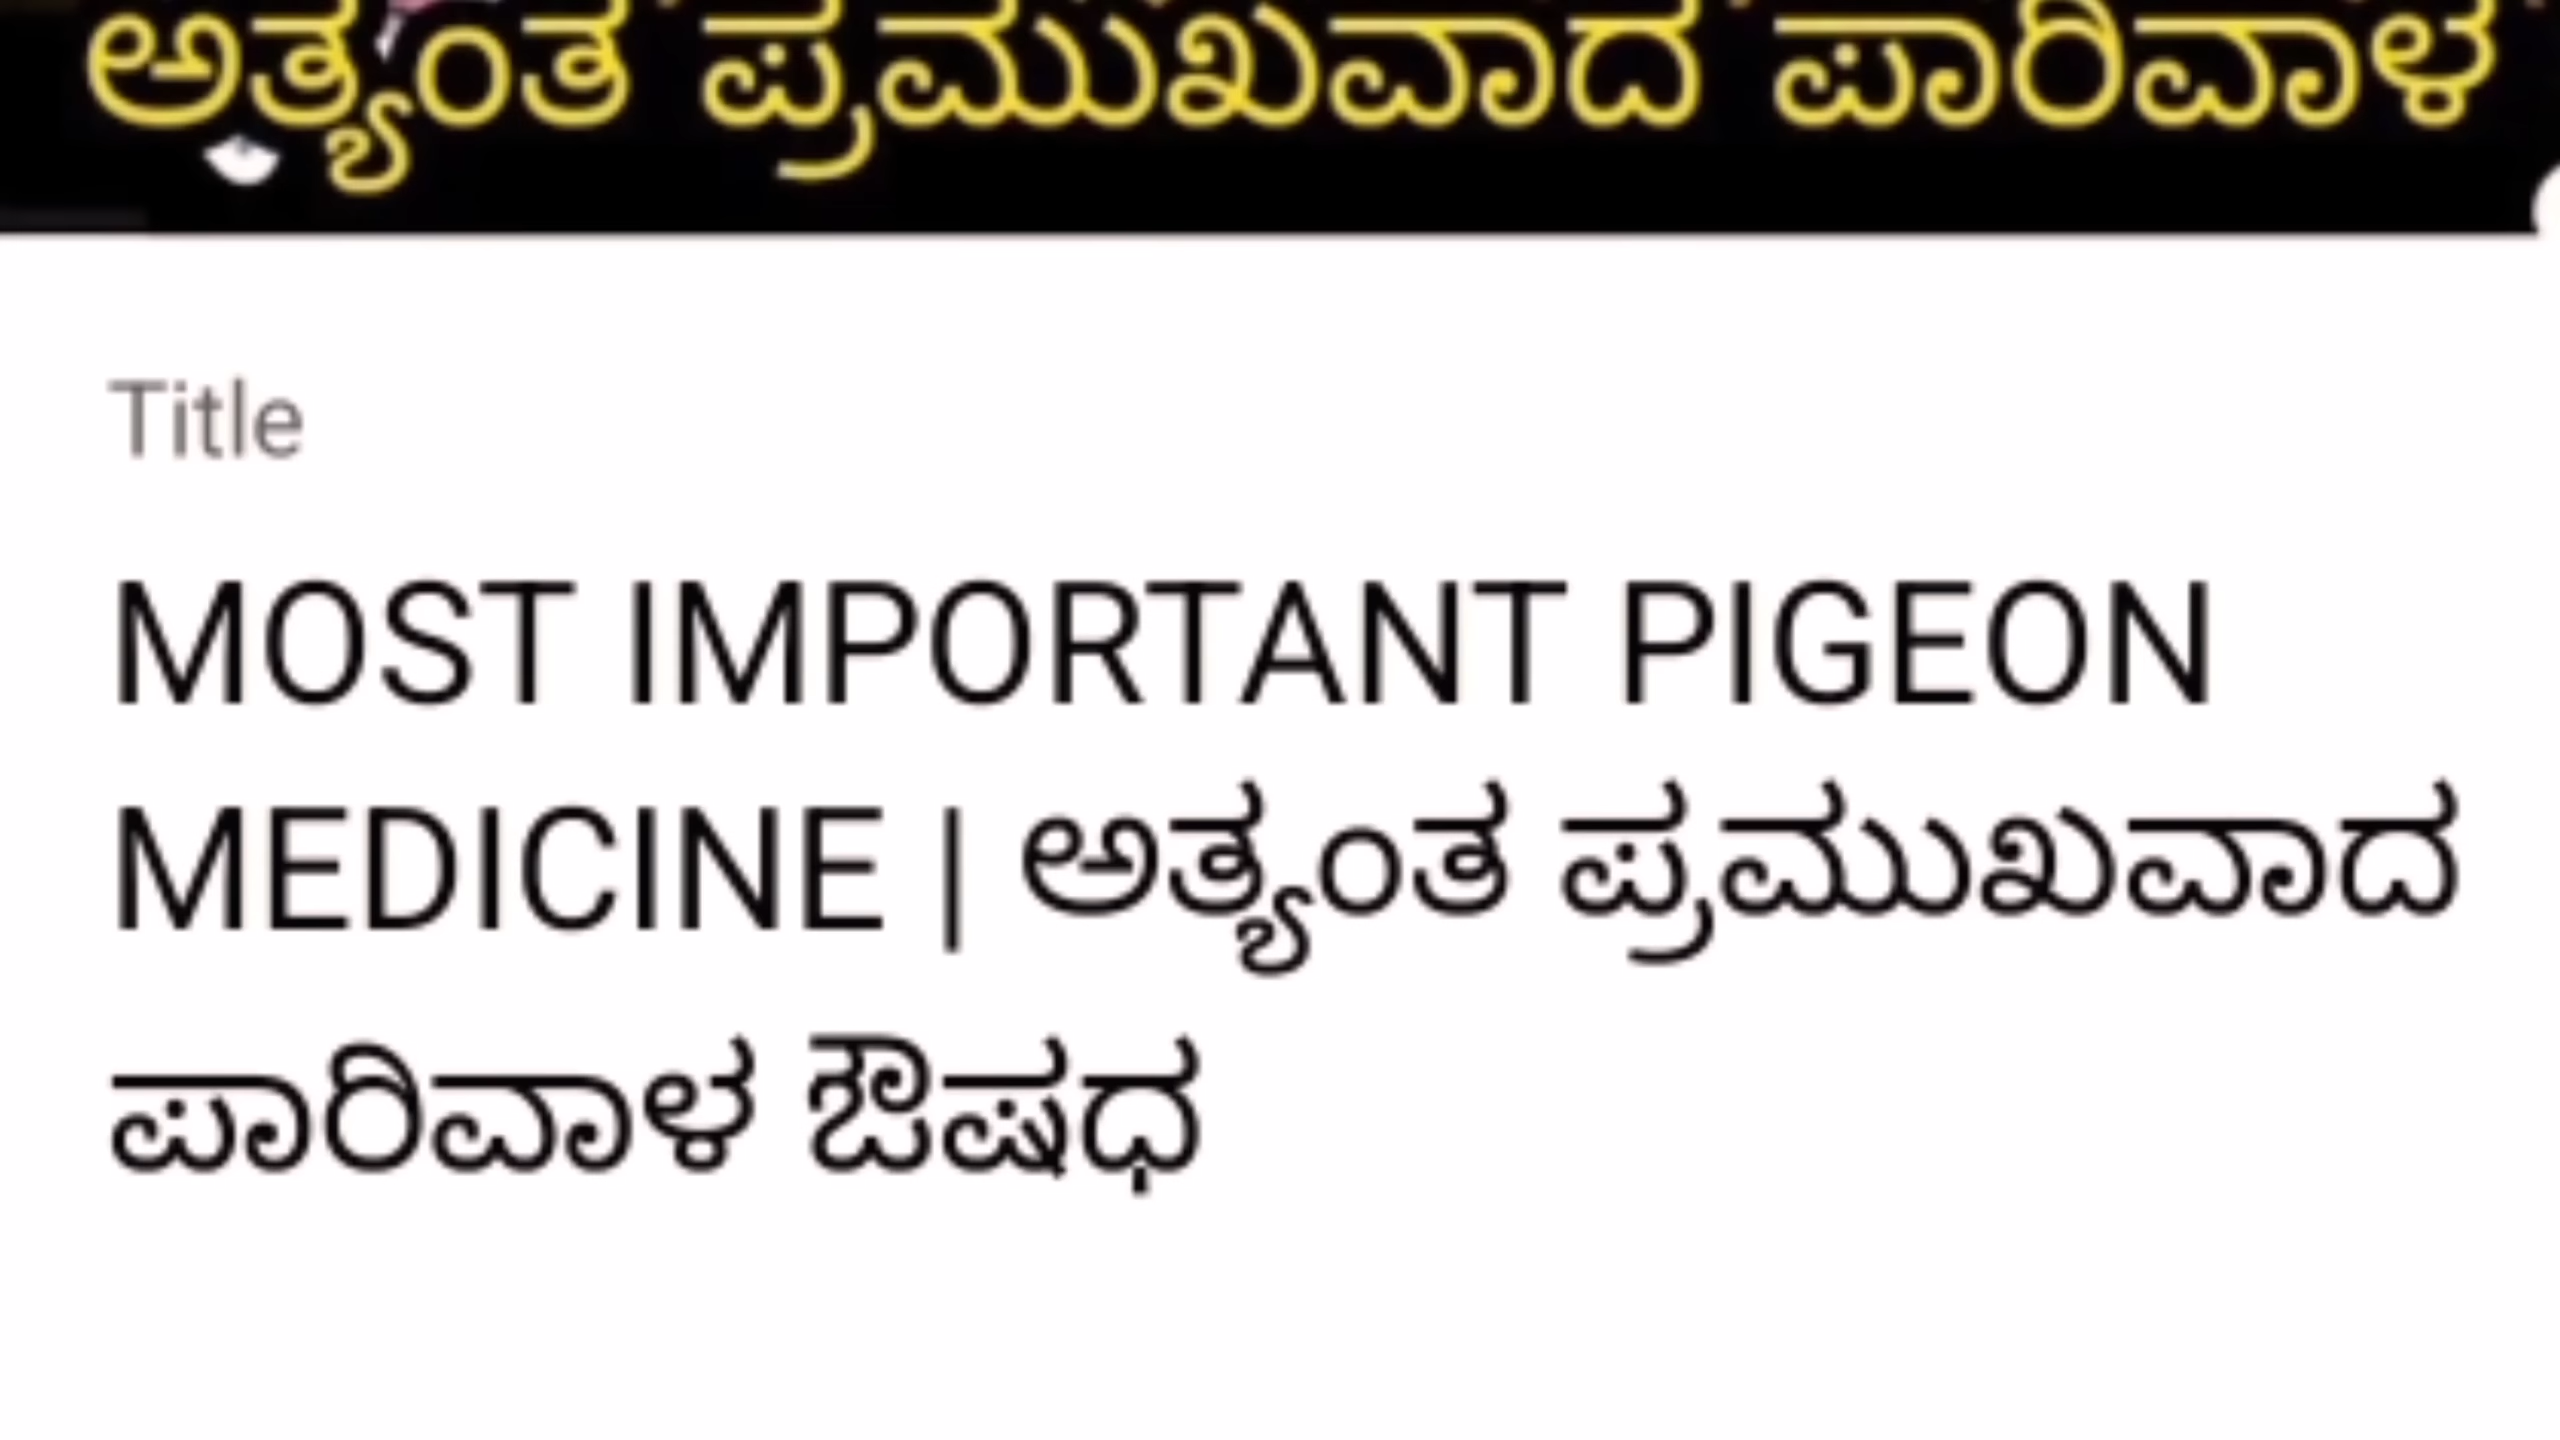 ಅತ್ಯಂತ ಪ್ರಮುಖವಾದ ಪಾರಿವಾಳ
Title
MOST IMPORTANT PIGEON
MEDICINE | ಅತ್ಯಂತ ಪ್ರಮುಖವಾದ
ಪಾರಿವಾಳ ಔಷಧ